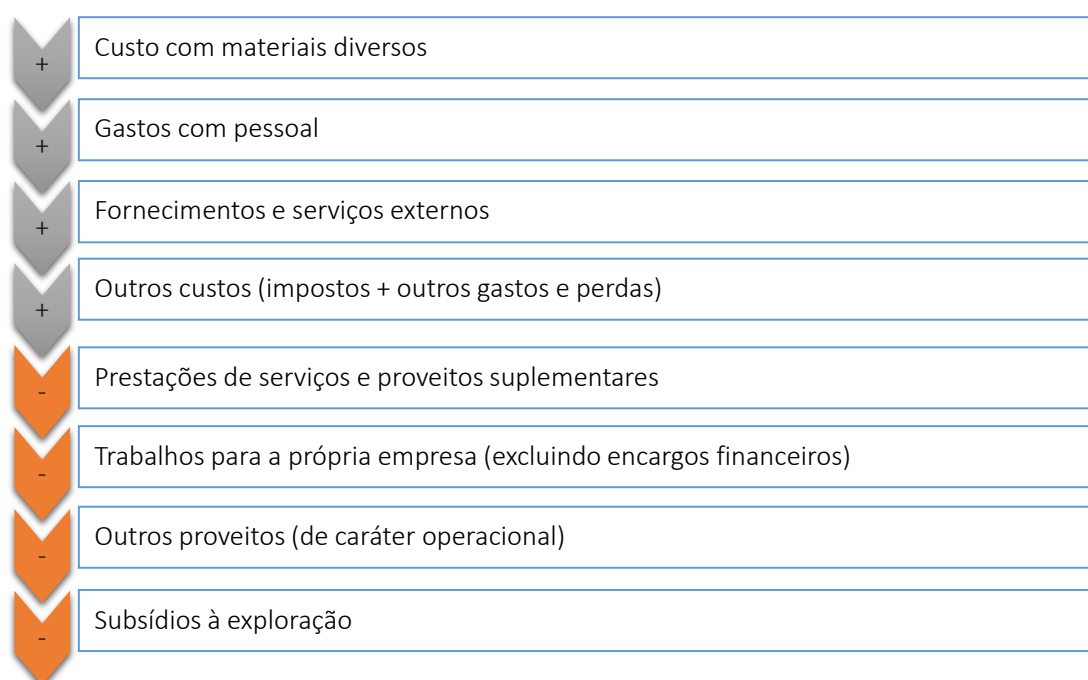 + Custo com materiais diversos
+ Gastos com pessoal
+ Fornecimentos e serviços externos
+ Outros custos (impostos + outros gastos e perdas)
- Prestações de serviços e proveitos suplementares
- Trabalhos para a própria empresa (excluindo encargos financeiros)
- Outros proveitos (de caráter operacional)
- Subsídios à exploração